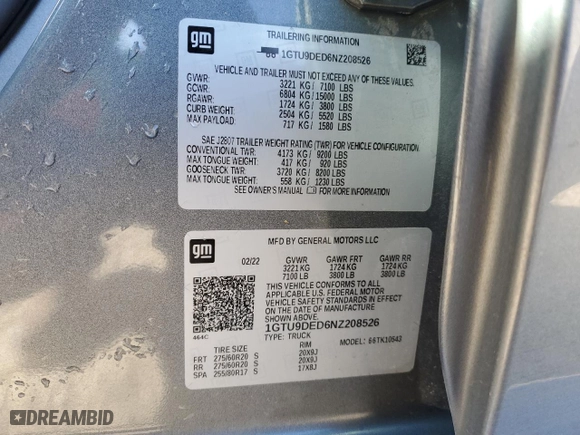 gm
TRAILERING INFORMATION
1GTU9DED6NZ208526
VEHICLE AND TRAILER MUST NOT EXCEED ANY OF THESE VALUES.
GVWR: 3221 KG/ 7100 LBS
GCWR: 6804 KG/ 15000 LBS
RGAWR: 1724 KG/ 3800 LBS
CURB WEIGHT: 2504 KG/ 5520 LBS
MAX PAYLOAD: 717 KG/ 1580 LBS
SAE J2807 TRAILER WEIGHT RATING (TWR) FOR VEHICLE CONFIGURATION
CONVENTIONAL TWR: 4173 KG/ 9200 LBS
MAX TONGUE WEIGHT: 417 KG/ 920 LBS
GOOSENECK TWR: 3720 KG/ 8200 LBS
MAX TONGUE WEIGHT: 558 KG/ 1230 LBS
SEE OWNER'S MANUAL FOR MORE INFORMATION
gm
MFD BY GENERAL MOTORS LLC
02/22 GVWR GAWR FRT GAWR RR
3221 KG 1724 KG 1724 KG
7100 LB 3800 LB 3800 LB
THIS VEHICLE CONFORMS TO ALL
APPLICABLE U.S. FEDERAL MOTOR
VEHICLE SAFETY STANDARDS IN EFFECT
ON THE DATE OF MANUFACTURE
SHOWN ABOVE.
1GTU9DED6NZ208526
TYPE: TRUCK
464C
MODEL: 66TK10543
TIRE SIZE RIM
FRT 275/60R20 S 20X9J
RR 275/60R20 S 20X9J
SPA 255/80R17 S 17X8J
DREAMBID